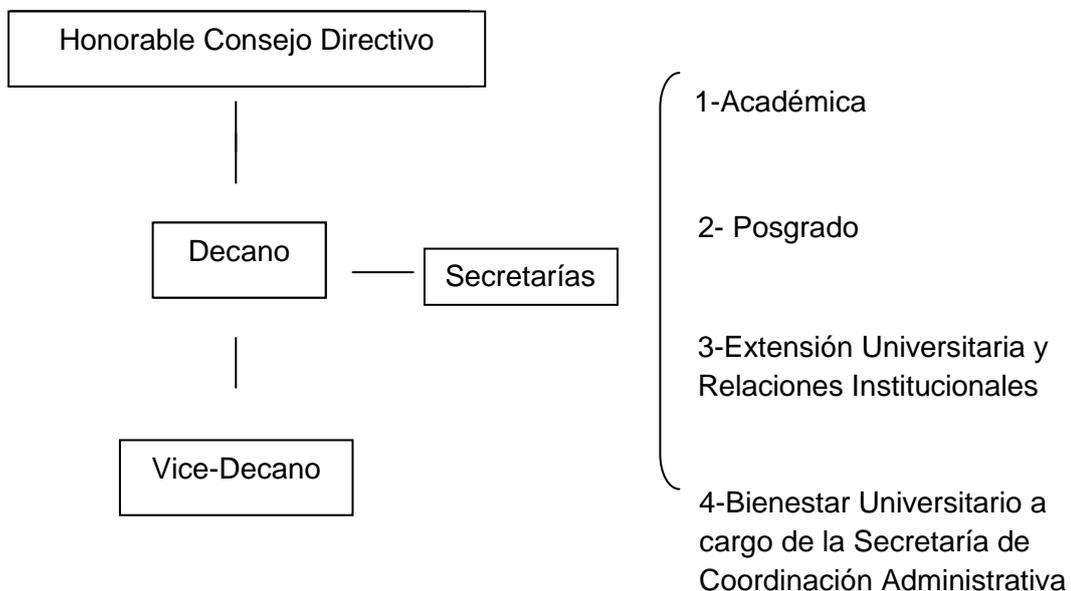 Honorable Consejo Directivo
Decano
Secretarías
Vice-Decano
1-Académica
2- Posgrado
3-Extensión Universitaria y
Relaciones Institucionales
4-Bienestar Universitario a
cargo de la Secretaría de
Coordinación Administrativa